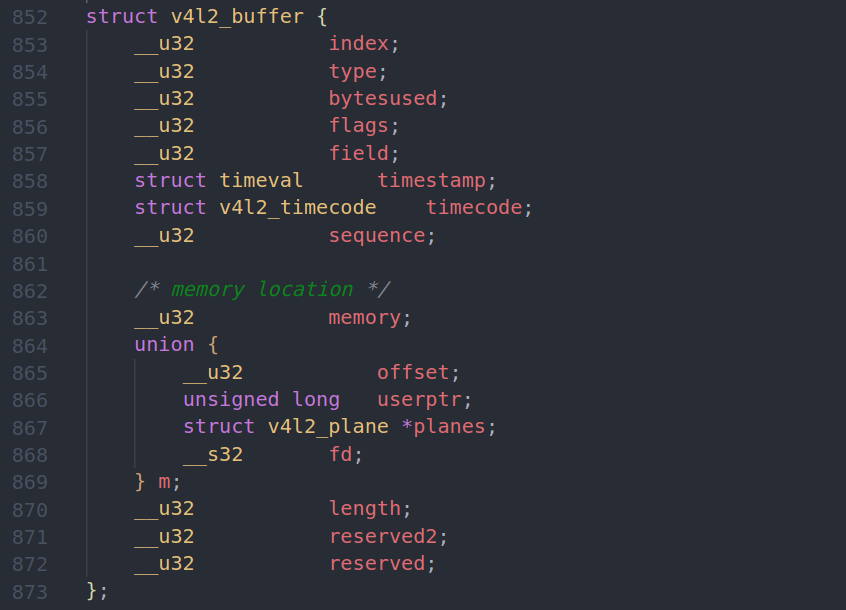 852 struct v4l2_buffer {
853     __u32           index;
854     __u32           type;
855     __u32           bytesused;
856     __u32           flags;
857     __u32           field;
858     struct timeval      timestamp;
859     struct v4l2_timecode    timecode;
860     __u32           sequence;
861
862     /* memory location */
863     __u32           memory;
864     union {
865         __u32           offset;
866         unsigned long   userptr;
867         struct v4l2_plane *planes;
868         __s32       fd;
869     } m;
870     __u32           length;
871     __u32           reserved2;
872     __u32           reserved;
873 };